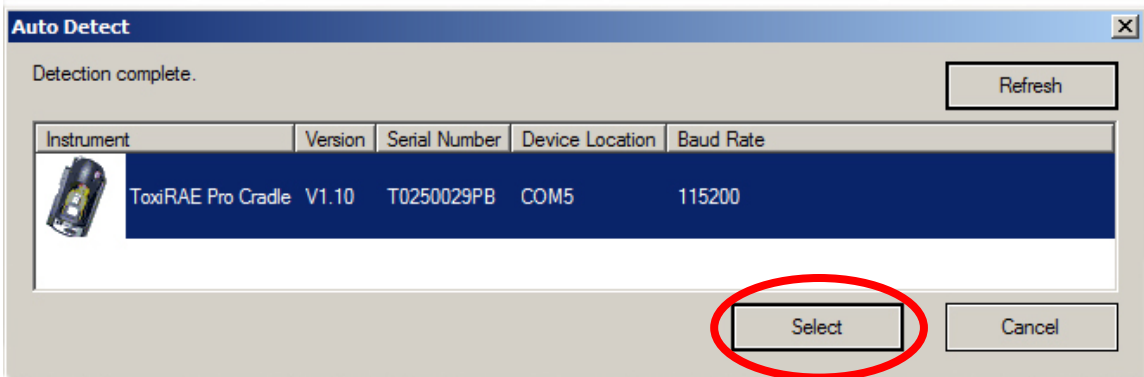 Auto Detect
Detection complete.
Refresh
Instrument Version Serial Number Device Location Baud Rate
ToxiRAE Pro Cradle V1.10 T0250029PB COM5 115200
Select Cancel